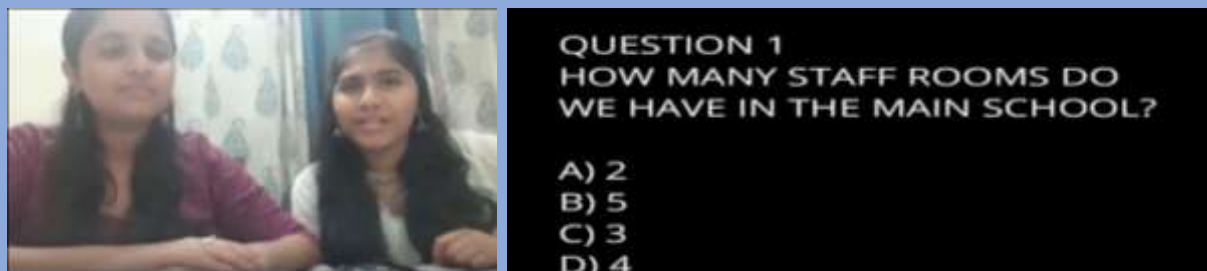 QUESTION 1
HOW MANY STAFF ROOMS DO
WE HAVE IN THE MAIN SCHOOL?
A) 2
B) 5
C) 3
D) 4